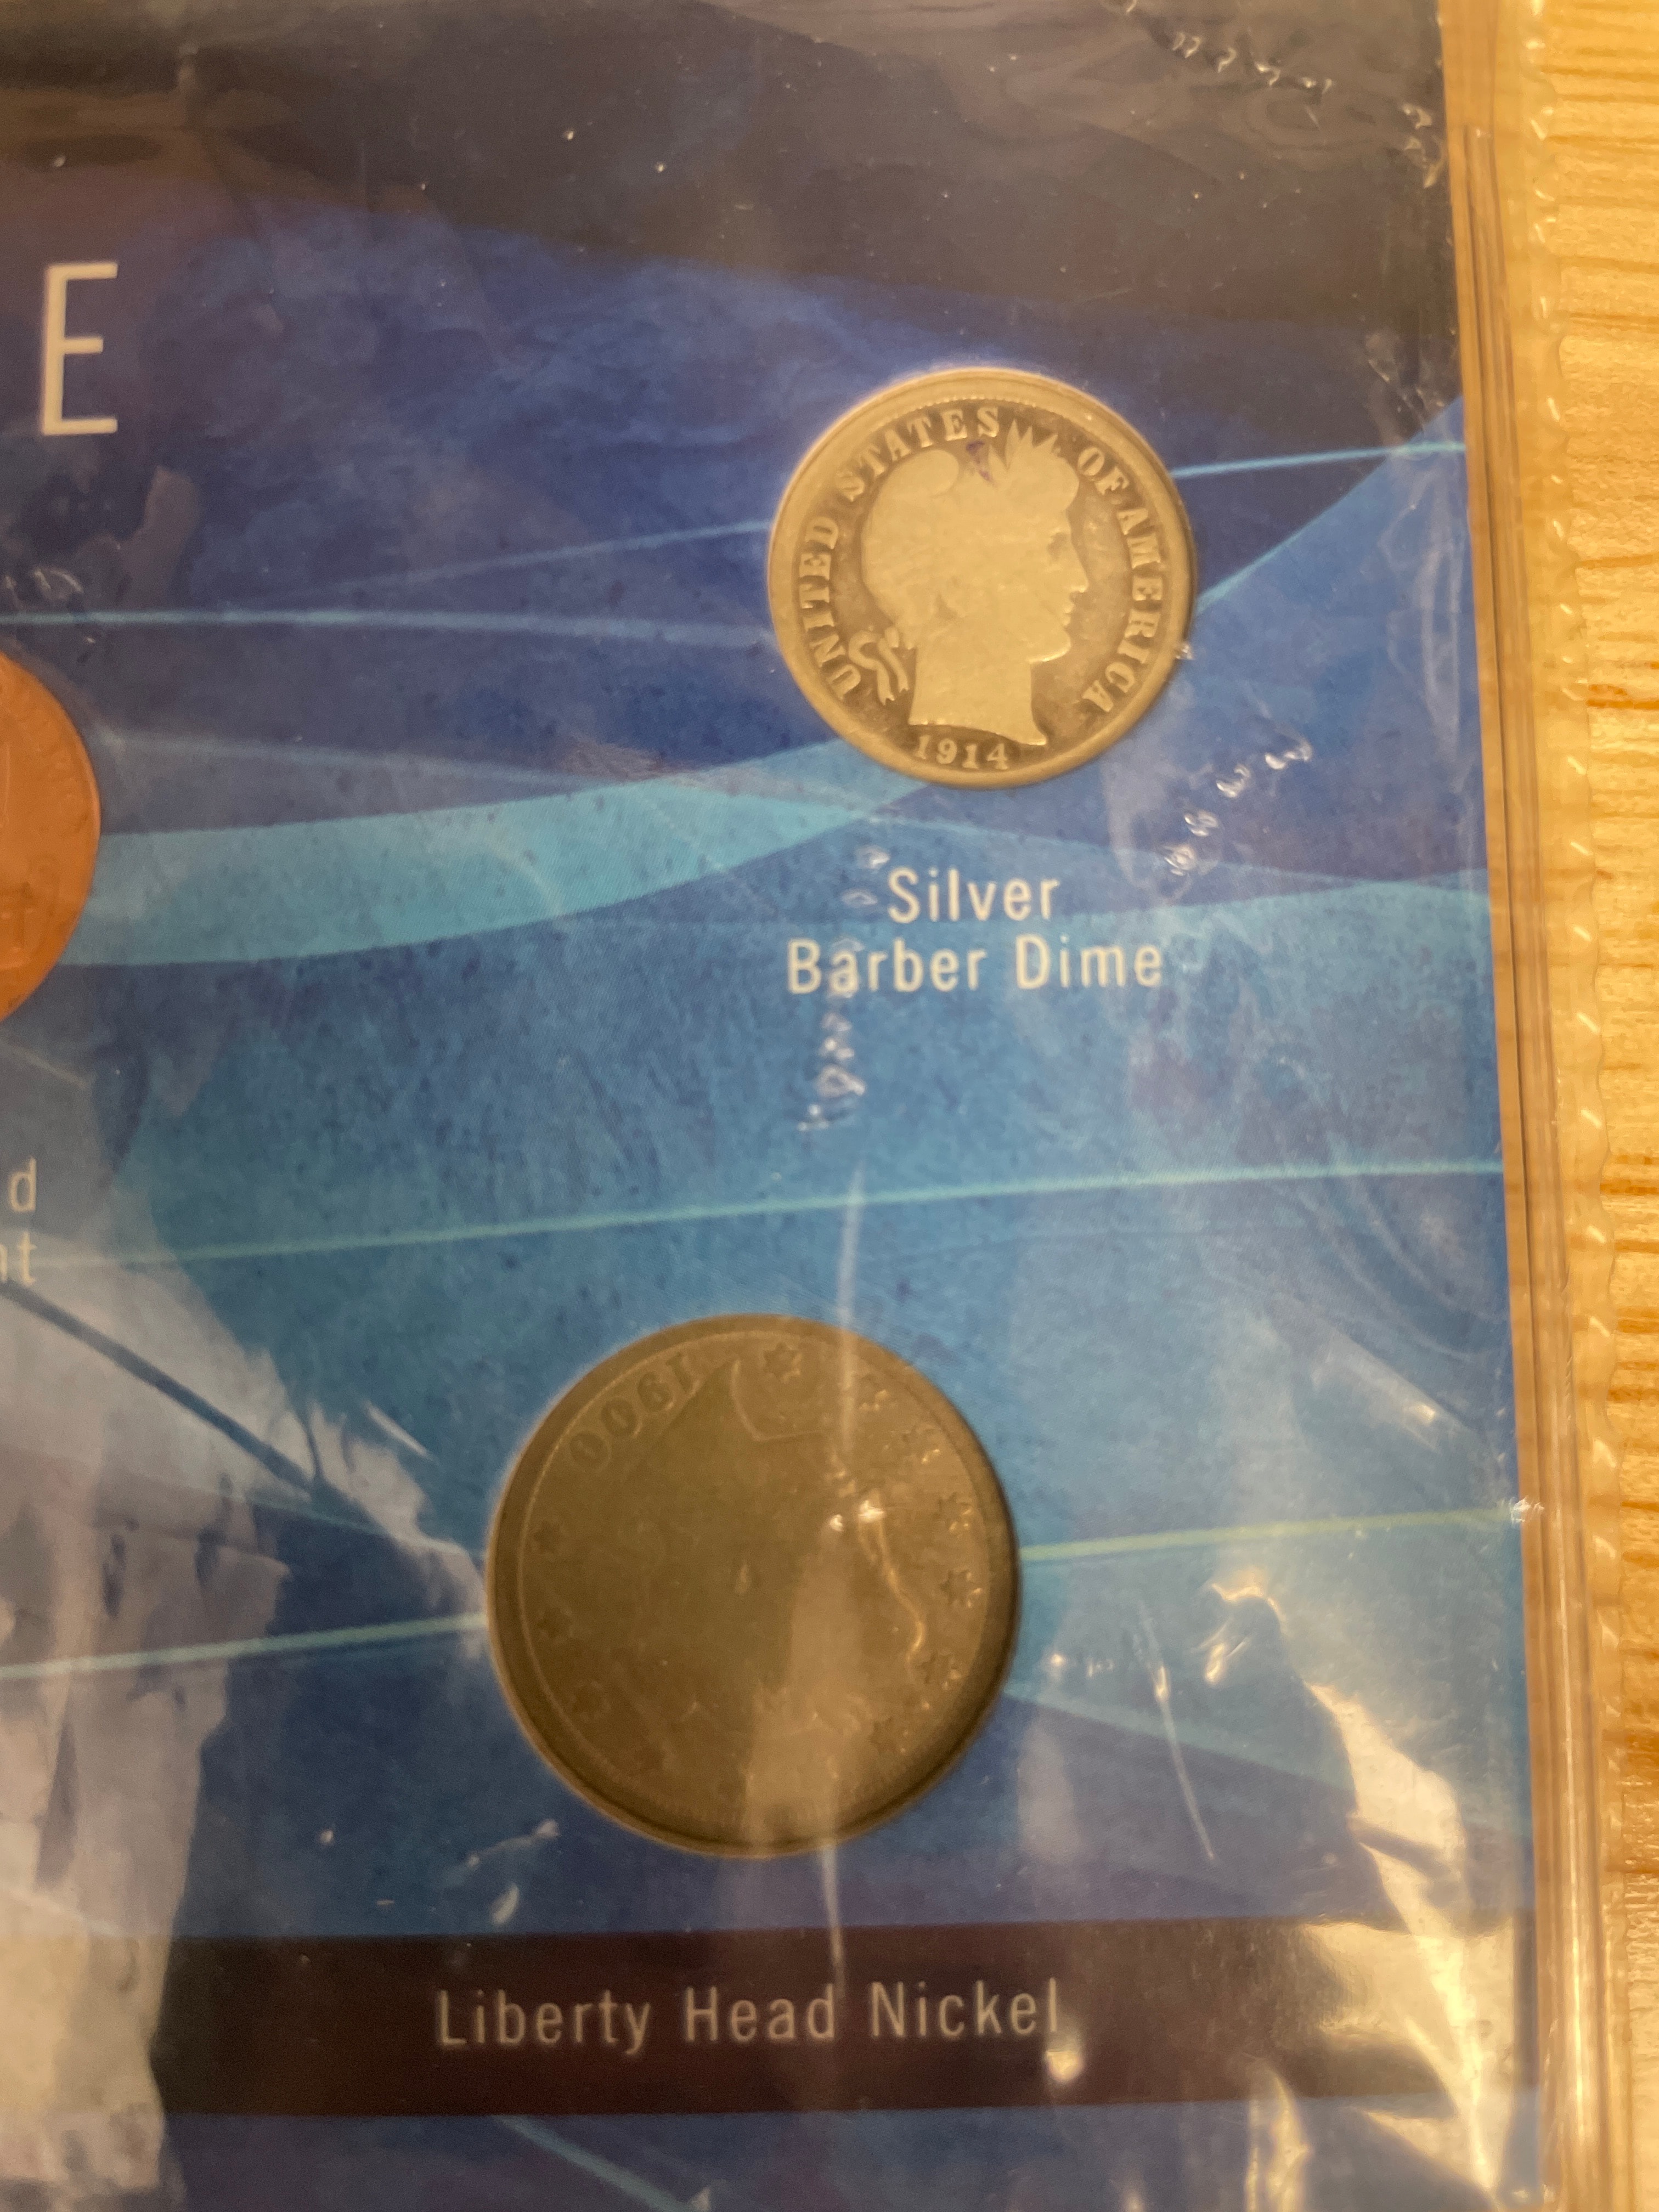 E
UNITED STATES OF AMERICA
1914
Silver
Barber Dime
d
nt
1900
Liberty Head Nickel